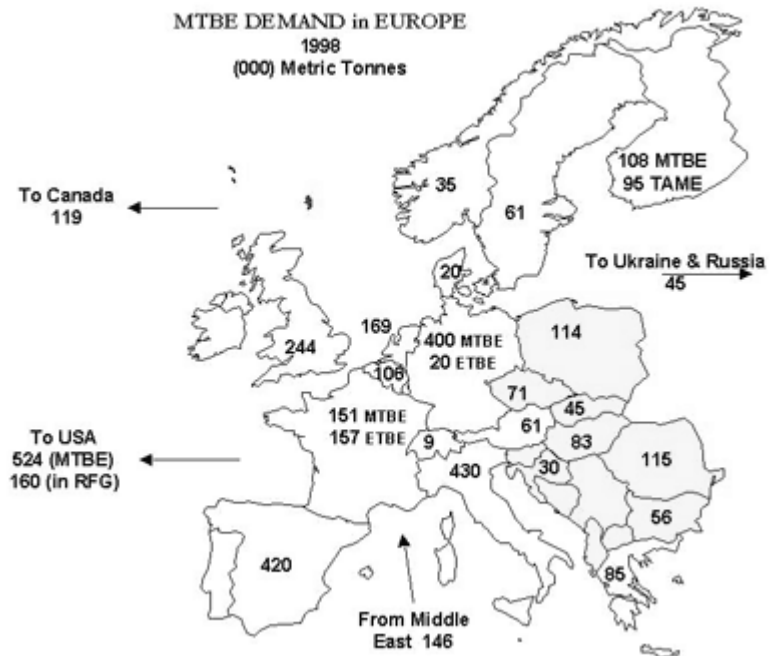 MTBE DEMAND in EUROPE
1998
(000) Metric Tonnes
108 MTBE
95 TAME
35
To Canada
119
61
To Ukraine & Russia
45
20
169
400 MTBE
20 ETBE
114
244
106
71
45
151 MTBE
157 ETBE
61
9
83
To USA
524 (MTBE)
160 (in RFG)
430
30
115
56
420
85
From Middle
East 146